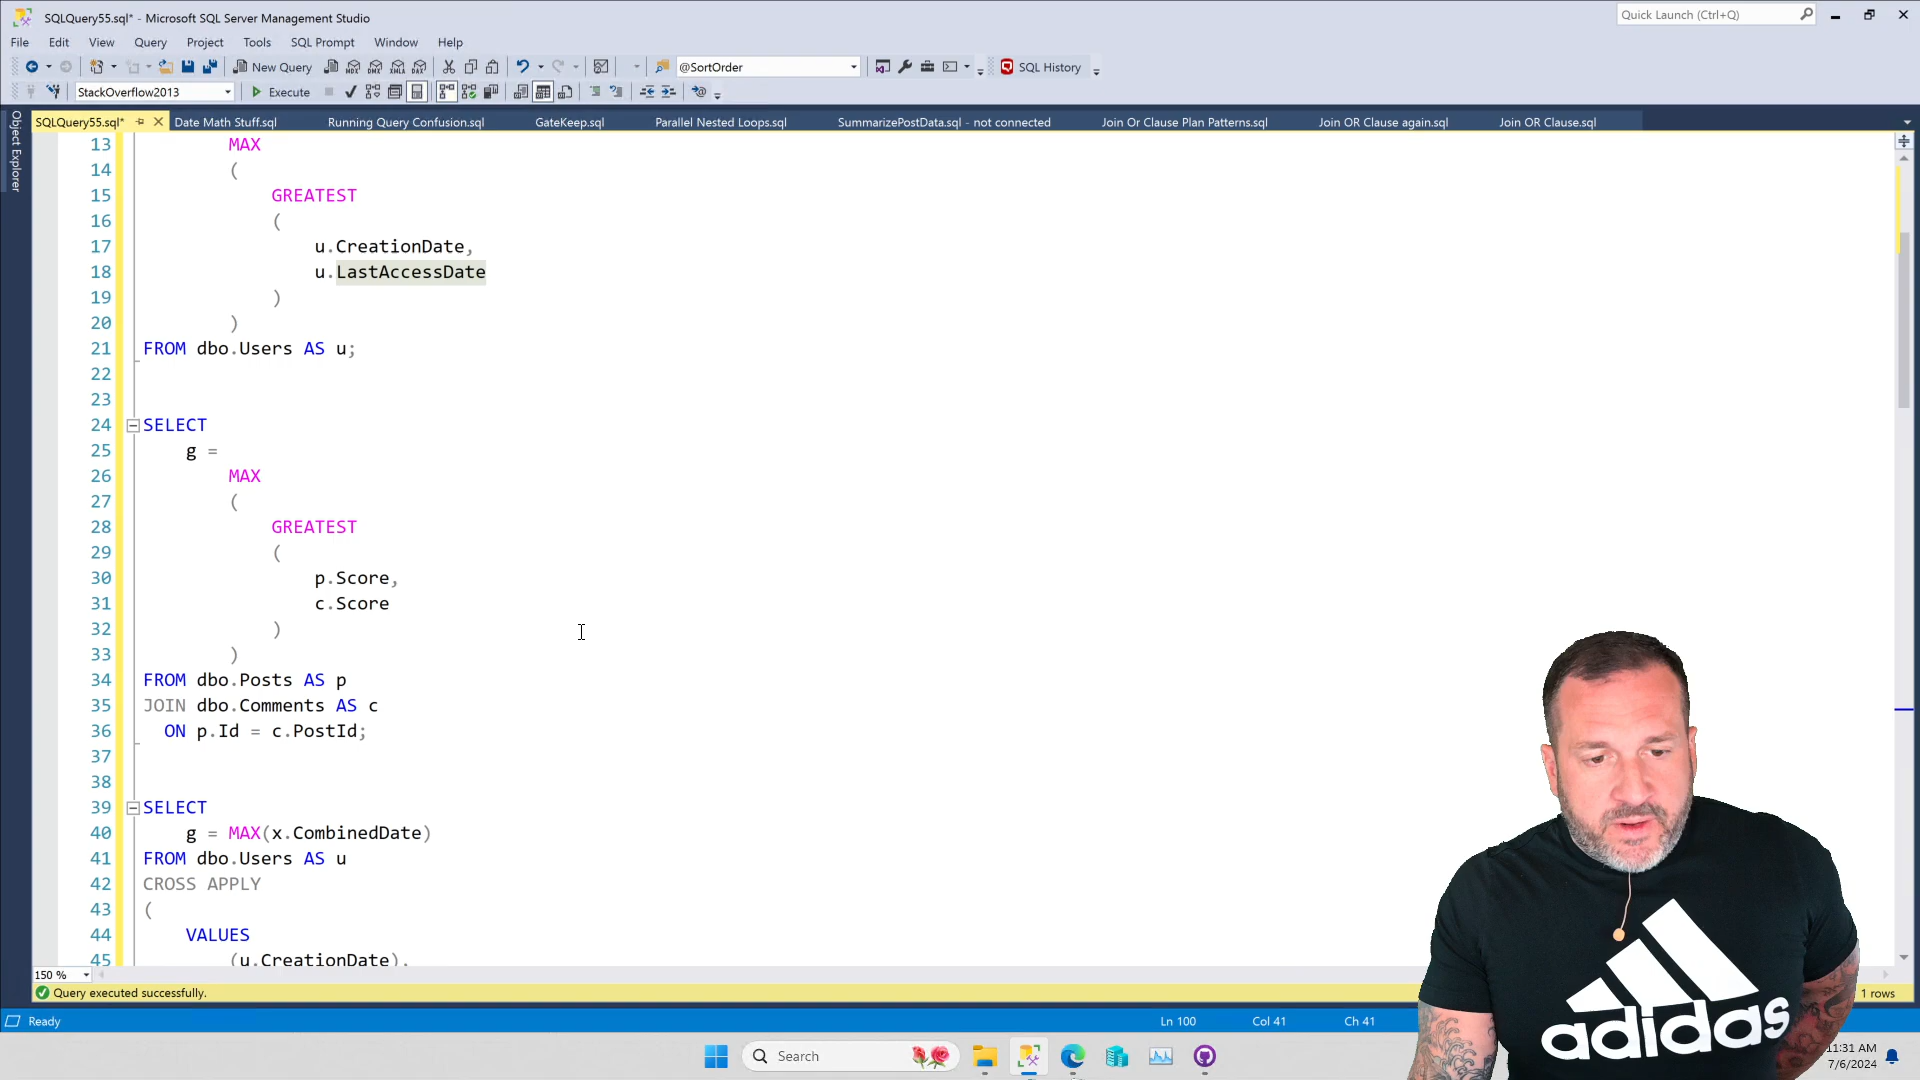 SQLQuery55.sql* - Microsoft SQL Server Management Studio
Quick Launch (Ctrl+Q)
File Edit View Query Project Tools SQL Prompt Window Help
New Query MDX DMX XMLA DAX @SortOrder SQL History
StackOverflow2013 Execute
SQLQuery55.sql* Date Math Stuff.sql Running Query Confusion.sql GateKeep.sql Parallel Nested Loops.sql SummarizePostData.sql - not connected Join Or Clause Plan Patterns.sql Join OR Clause again.sql Join OR Clause.sql
Object Explorer
13 MAX
14 (
15 GREATEST
16 (
17 u.CreationDate,
18 u.LastAccessDate
19 )
20 )
21 FROM dbo.Users AS u;
22
23
24 SELECT
25 g =
26 MAX
27 (
28 GREATEST
29 (
30 p.Score,
31 c.Score
32 )
33 )
34 FROM dbo.Posts AS p
35 JOIN dbo.Comments AS c
36 ON p.Id = c.PostId;
37
38
39 SELECT
40 g = MAX(x.CombinedDate)
41 FROM dbo.Users AS u
42 CROSS APPLY
43 (
44 VALUES
45 (u.CreationDate),
150 %
Query executed successfully. 1 rows
Ready Ln 100 Col 41 Ch 41
adidas
Search
11:31 AM
7/6/2024